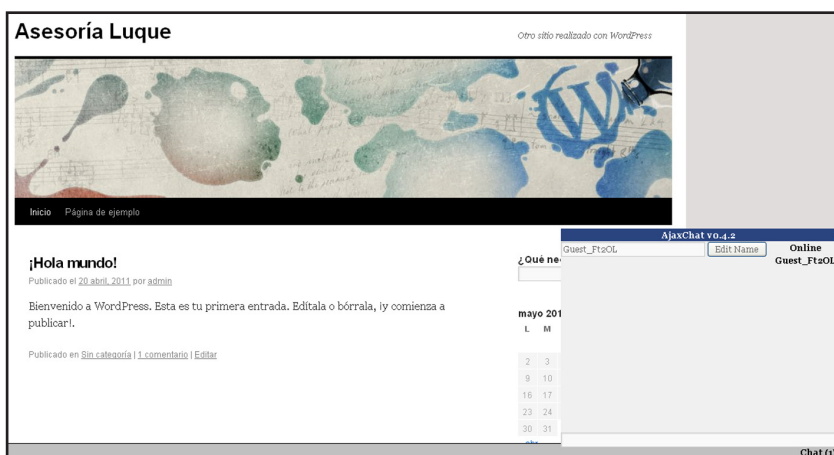 Asesoría Luque
Otro sitio realizado con WordPress
Inicio Página de ejemplo
¡Hola mundo!
Publicado el 20 abril, 2011 por admin
Bienvenido a WordPress. Esta es tu primera entrada. Edítala o bórrala, ¡y comienza a
publicar!.
Publicado en Sin categoría | 1 comentario | Editar
¿Qué ne
mayo 201
L M
2 3
9 10
16 17
23 24
30 31
AjaxChat v0.4.2
Guest_Ft2OL Edit Name Online
Guest_Ft2OL
Chat (1